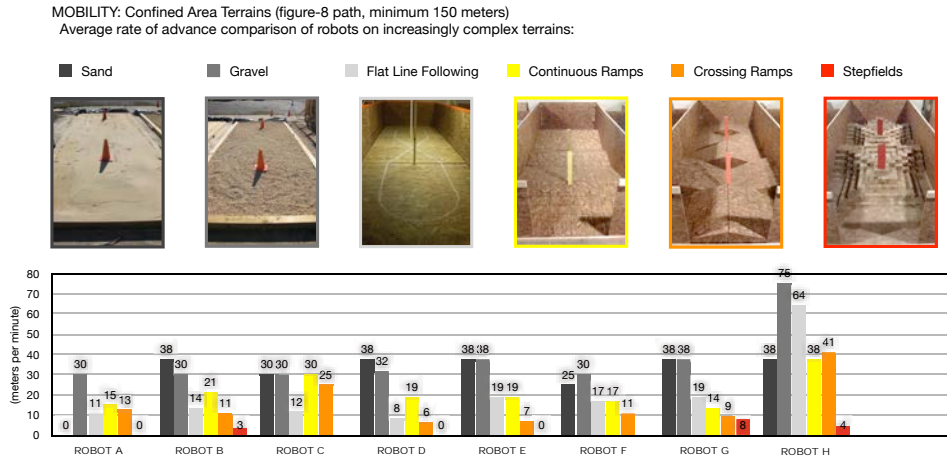 MOBILITY: Confined Area Terrains (figure-8 path, minimum 150 meters)
Average rate of advance comparison of robots on increasingly complex terrains:
Sand Gravel Flat Line Following Continuous Ramps Crossing Ramps Stepfields
(meters per minute)
80
70
60
50
40
30
20
10
0
0 30 11 15 13 0
38 30 14 21 11 3
30 30 12 30 25
38 32 8 19 6 0
38 38 19 19 7 0
25 30 17 17 11
38 38 19 14 9 8
38 75 64 38 41 4
ROBOT A ROBOT B ROBOT C ROBOT D ROBOT E ROBOT F ROBOT G ROBOT H